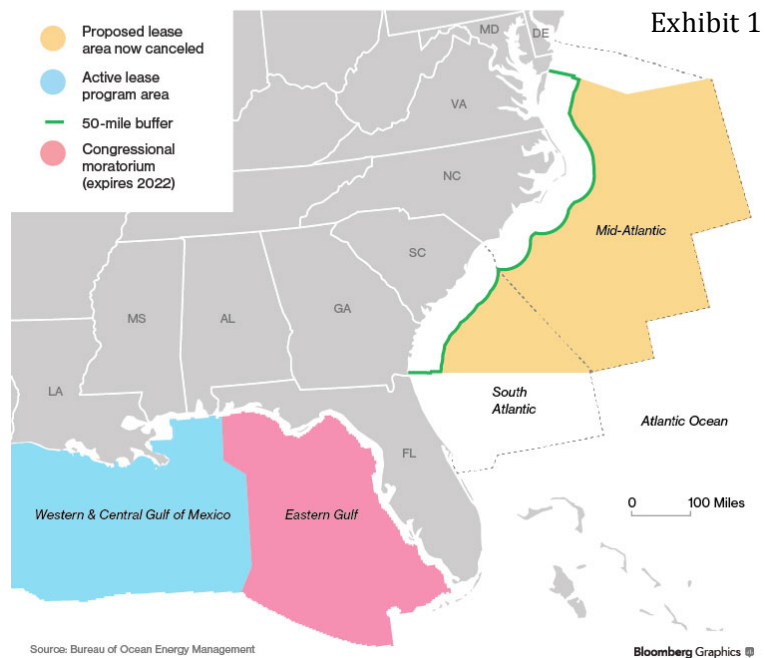 Exhibit 1
Proposed lease
area now canceled
Active lease
program area
50-mile buffer
Congressional
moratorium
(expires 2022)
MD
DE
VA
NC
Mid-Atlantic
SC
MS
AL
GA
LA
South
Atlantic
Atlantic Ocean
FL
0 100 Miles
Western & Central Gulf of Mexico
Eastern Gulf
Source: Bureau of Ocean Energy Management
Bloomberg Graphics